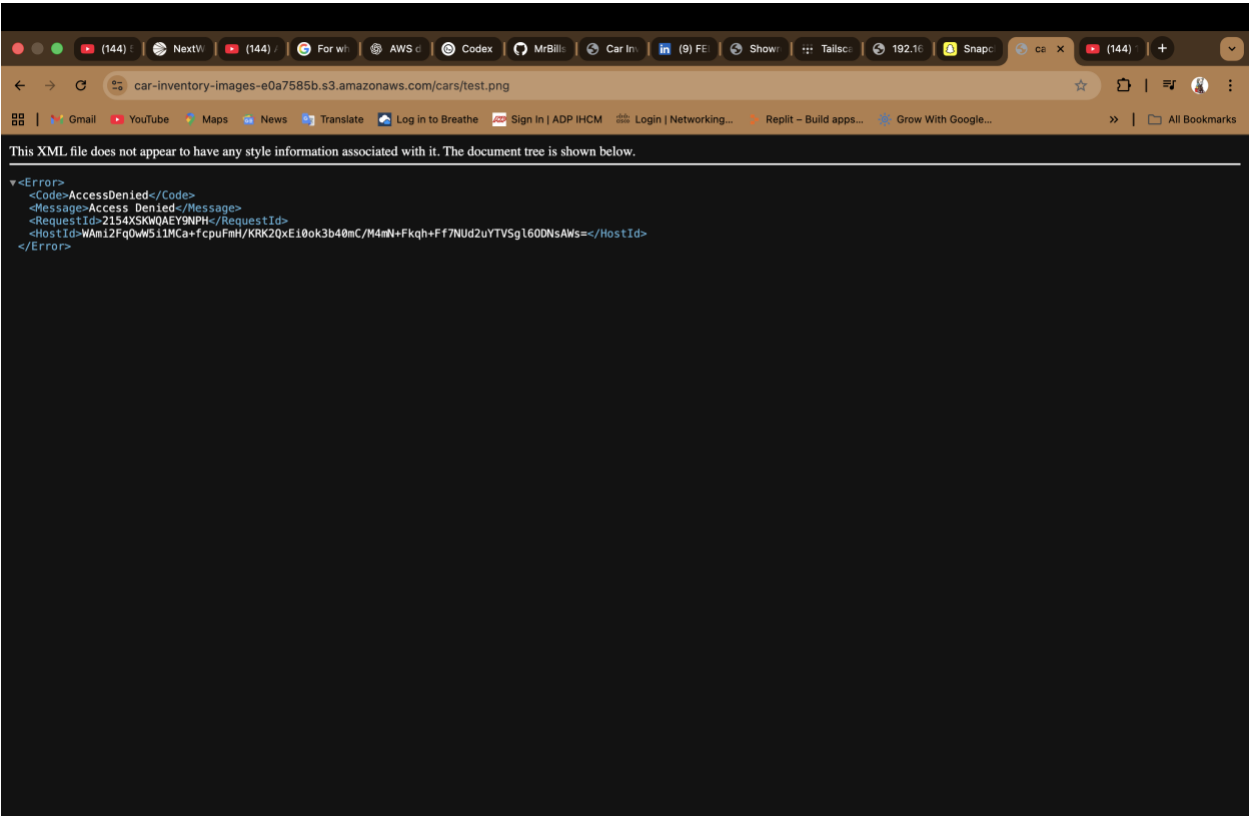 (144)
NextW
(144)
For wh
AWS d
Codex
MrBills
Car Inv
(9) FE
Showr
Tailsca
192.16
Snapc
ca
(144)
car-inventory-images-e0a7585b.s3.amazonaws.com/cars/test.png
Gmail YouTube Maps News Translate Log in to Breathe Sign In | ADP IHCM Login | Networking... Replit – Build apps... Grow With Google... » All Bookmarks
This XML file does not appear to have any style information associated with it. The document tree is shown below.
▼<Error>
<Code>AccessDenied</Code>
<Message>Access Denied</Message>
<RequestId>2154XSKWQAEY9NPH</RequestId>
<HostId>WAmi2FqOwW5i1MCa+fcpuFmH/KRK2QxEi0ok3b40mC/M4mN+Fkqh+Ff7NUd2uYTVSgl6ODNsAWs=</HostId>
</Error>